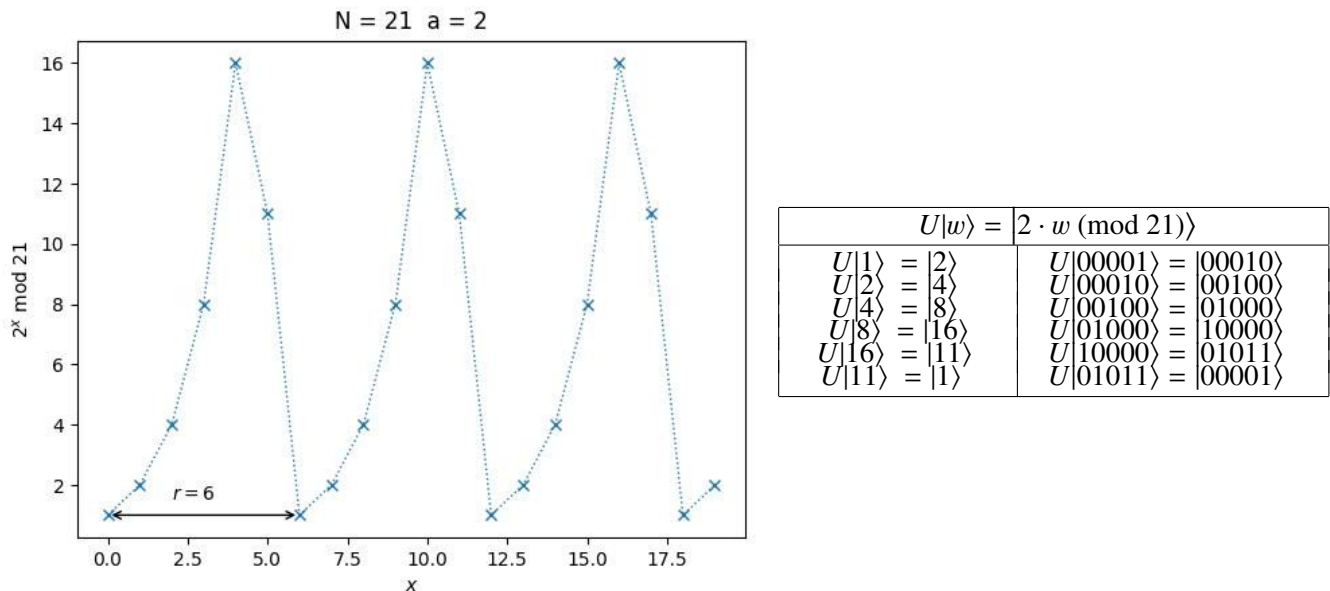 N = 21 a = 2
2^x mod 21
16
14
12
10
8
6
4
2
r = 6
0.0 2.5 5.0 7.5 10.0 12.5 15.0 17.5
x
U|w⟩ = |2 · w (mod 21)⟩
U|1⟩ = |2⟩ U|00001⟩ = |00010⟩
U|2⟩ = |4⟩ U|00010⟩ = |00100⟩
U|4⟩ = |8⟩ U|00100⟩ = |01000⟩
U|8⟩ = |16⟩ U|01000⟩ = |10000⟩
U|16⟩ = |11⟩ U|10000⟩ = |01011⟩
U|11⟩ = |1⟩ U|01011⟩ = |00001⟩